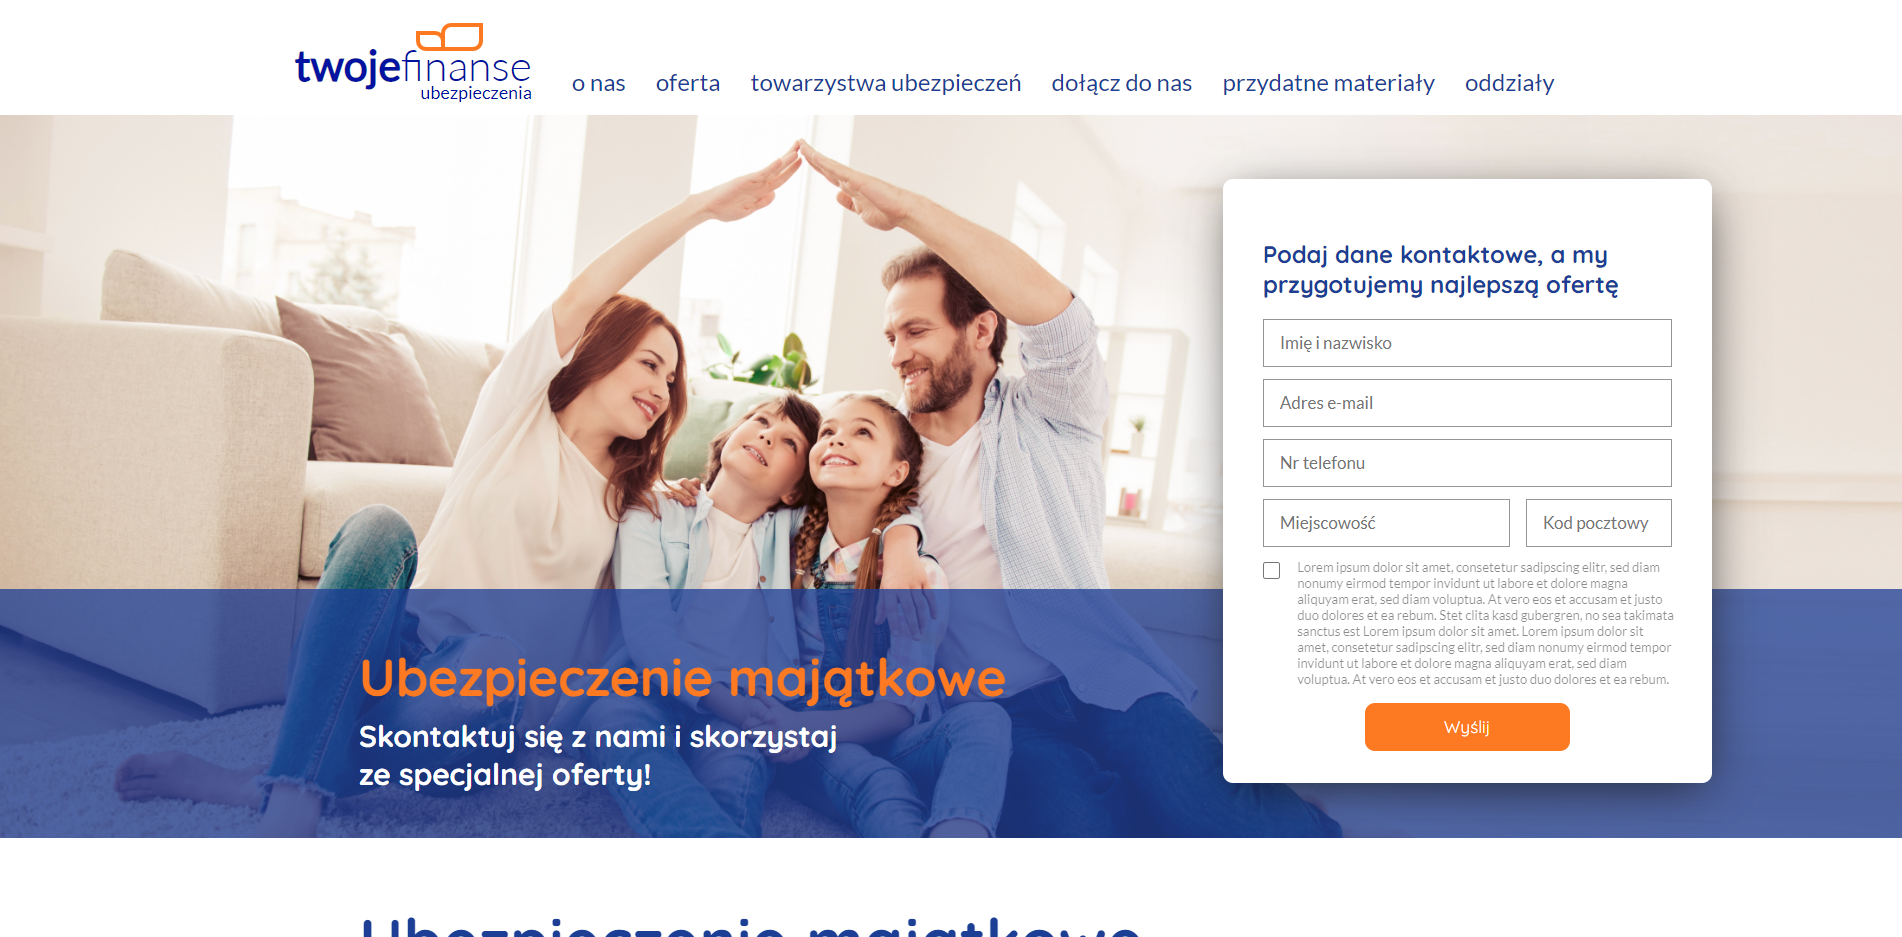 twojefinanse
ubezpieczenia
o nas oferta towarzystwa ubezpieczeń dołącz do nas przydatne materiały oddziały
Podaj dane kontaktowe, a my
przygotujemy najlepszą ofertę
Imię i nazwisko
Adres e-mail
Nr telefonu
Miejscowość Kod pocztowy
Lorem ipsum dolor sit amet, consetetur sadipscing elitr, sed diam
nonumy eirmod tempor invidunt ut labore et dolore magna
aliquyam erat, sed diam voluptua. At vero eos et accusam et justo
duo dolores et ea rebum. Stet clita kasd gubergren, no sea takimata
sanctus est Lorem ipsum dolor sit amet. Lorem ipsum dolor sit
amet, consetetur sadipscing elitr, sed diam nonumy eirmod tempor
invidunt ut labore et dolore magna aliquyam erat, sed diam
voluptua. At vero eos et accusam et justo duo dolores et ea rebum.
Wyślij
Ubezpieczenie majątkowe
Skontaktuj się z nami i skorzystaj
ze specjalnej oferty!
Ubezpieczenie majątkowe